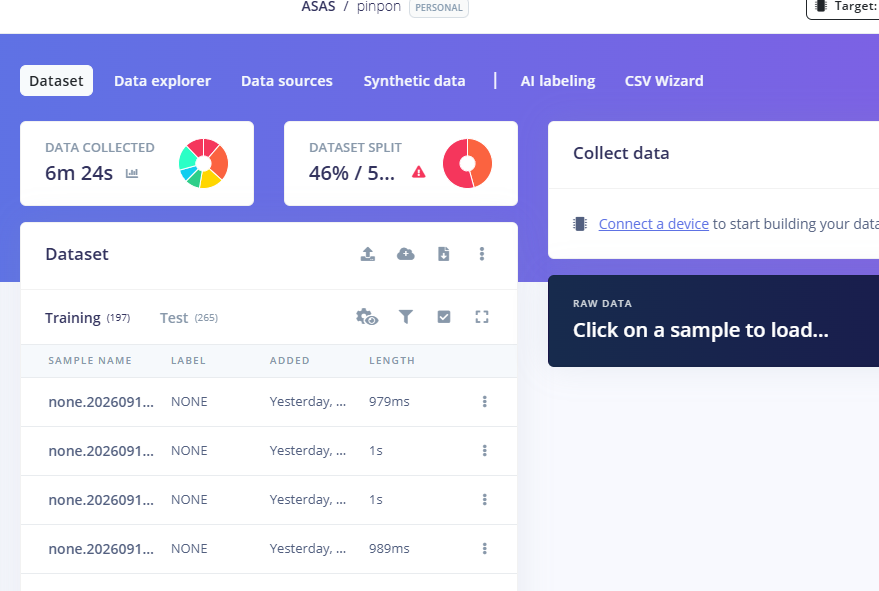 ASAS / pinpon PERSONAL
Target:
Dataset Data explorer Data sources Synthetic data | AI labeling CSV Wizard
DATA COLLECTED
6m 24s
DATASET SPLIT
46% / 5...
Collect data
Connect a device to start building your data
Dataset
RAW DATA
Click on a sample to load...
Training (197) Test (265)
SAMPLE NAME LABEL ADDED LENGTH
none.2026091... NONE Yesterday, ... 979ms
none.2026091... NONE Yesterday, ... 1s
none.2026091... NONE Yesterday, ... 1s
none.2026091... NONE Yesterday, ... 989ms